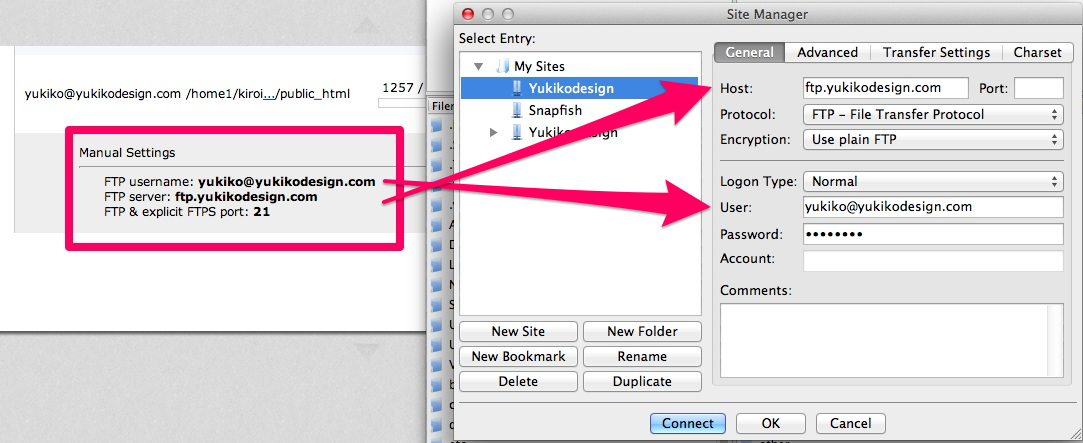 yukiko@yukikodesign.com /home1/kiroi.../public_html
1257 /
Manual Settings
FTP username: yukiko@yukikodesign.com
FTP server: ftp.yukikodesign.com
FTP & explicit FTPS port: 21
Site Manager
Select Entry:
My Sites
Yukikodesign
Snapfish
New Site
New Folder
New Bookmark
Rename
Delete
Duplicate
General
Advanced
Transfer Settings
Charset
Host: ftp.yukikodesign.com Port:
Protocol: FTP – File Transfer Protocol
Encryption: Use plain FTP
Logon Type: Normal
User: yukiko@yukikodesign.com
Password: ••••••••
Account:
Comments:
Connect
OK
Cancel